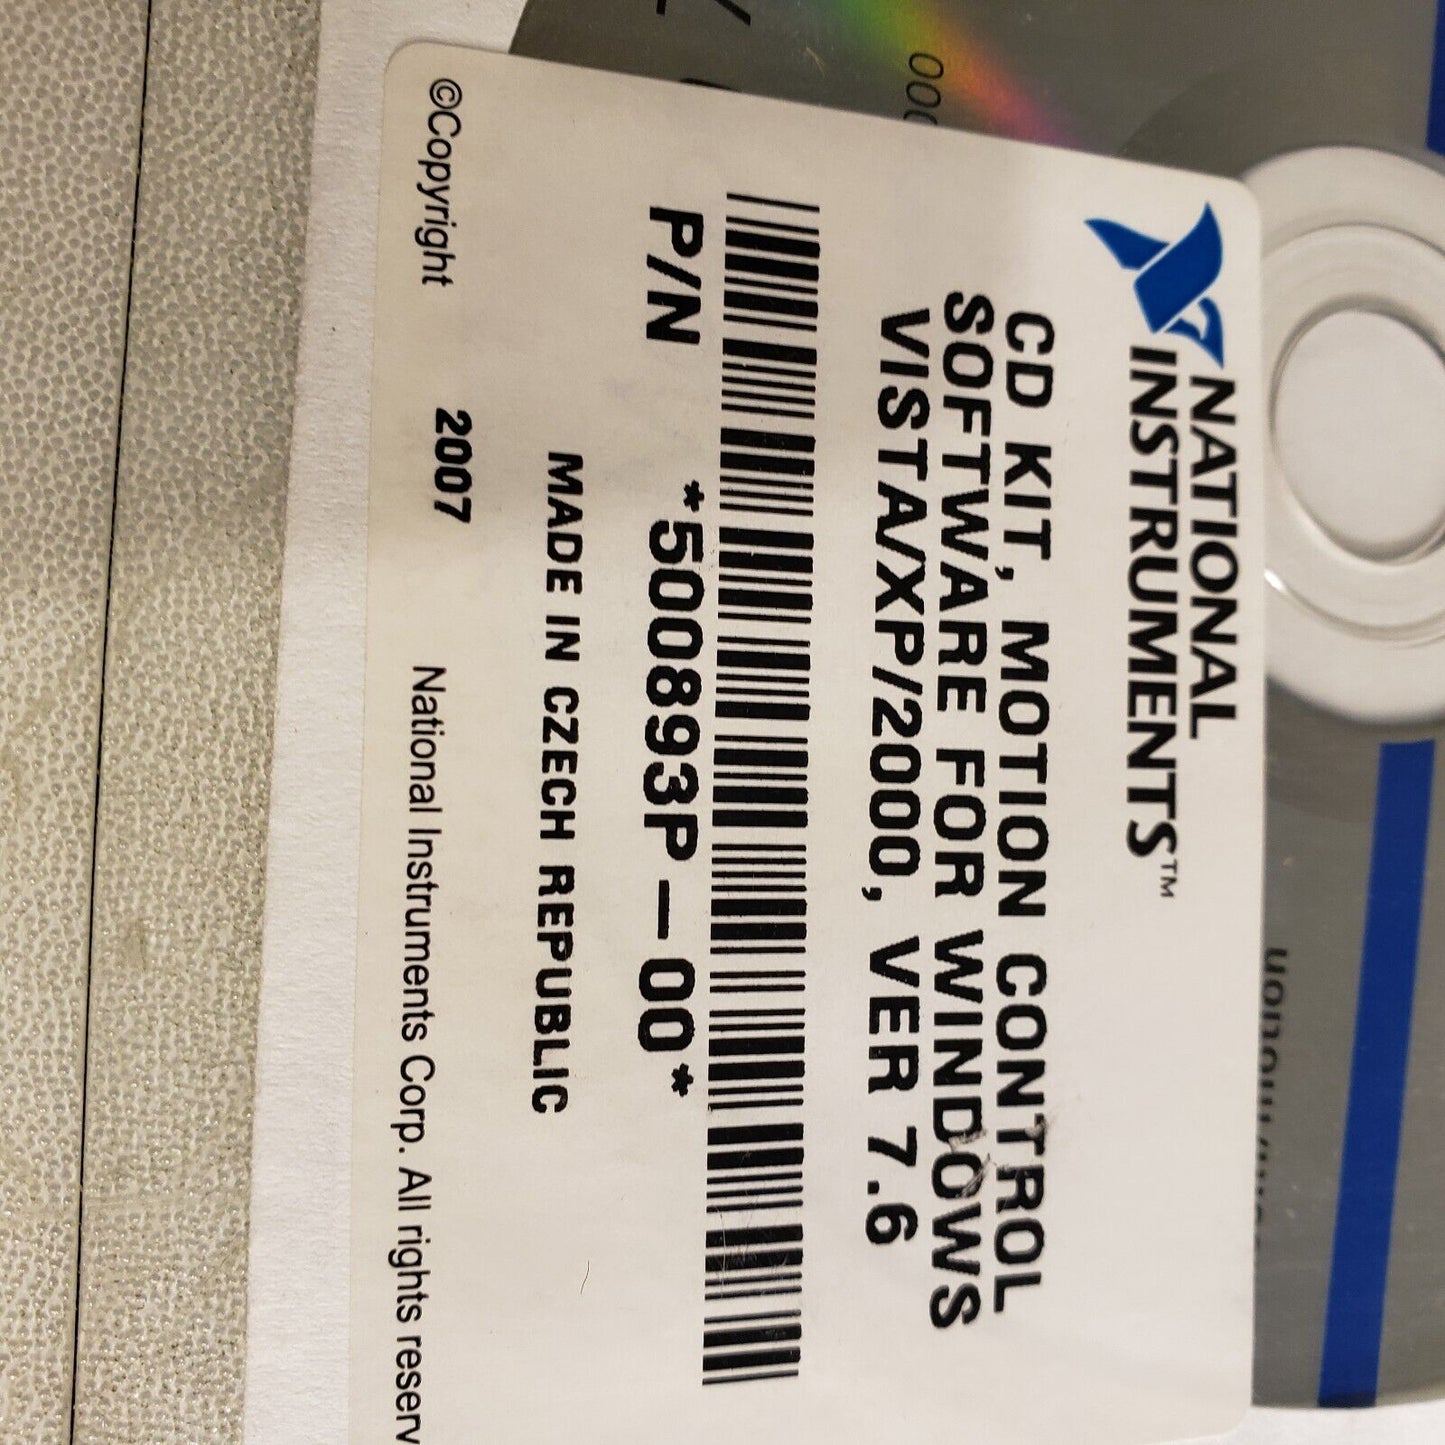 NATIONAL
INSTRUMENTS™
CD KIT, MOTION CONTROL
SOFTWARE FOR WINDOWS
VISTA/XP/2000, VER 7.6
P/N *500893P-00*
MADE IN CZECH REPUBLIC
©Copyright 2007 National Instruments Corp. All rights reserv
000